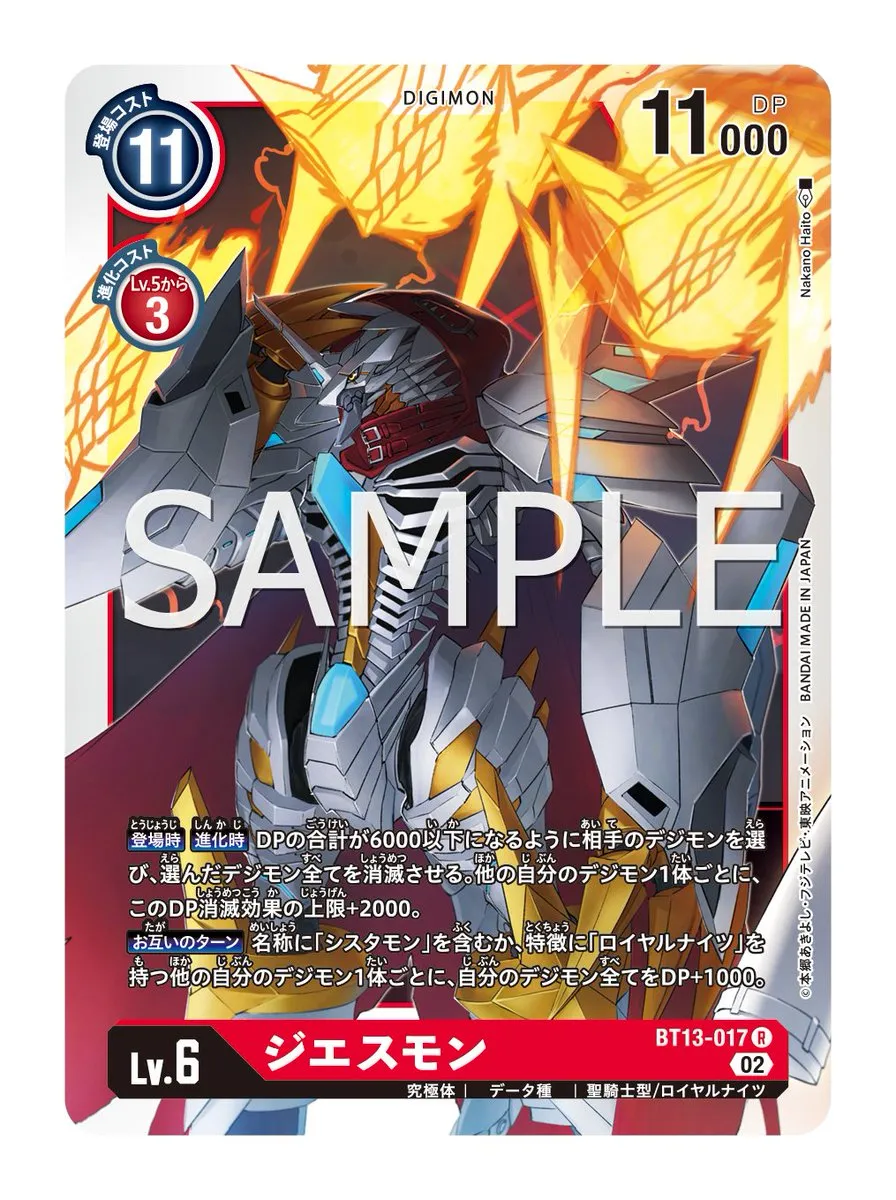 DIGIMON
登場コスト
11
11000
DP
進化コスト
Lv.5から
3
Nakano Haito
SAMPLE
BANDAI MADE IN JAPAN
©本郷あきよし・フジテレビ・東映アニメーション
登場時 進化時 DPの合計が6000以下になるように相手のデジモンを選
び、選んだデジモン全てを消滅させる。他の自分のデジモン1体ごとに、
このDP消滅効果の上限+2000。
お互いのターン 名称に「シスタモン」を含むか、特徴に「ロイヤルナイツ」を
持つ他の自分のデジモン1体ごとに、自分のデジモン全てをDP+1000。
Lv.6
ジエスモン
BT13-017 R
02
究極体 | データ種 | 聖騎士型/ロイヤルナイツ